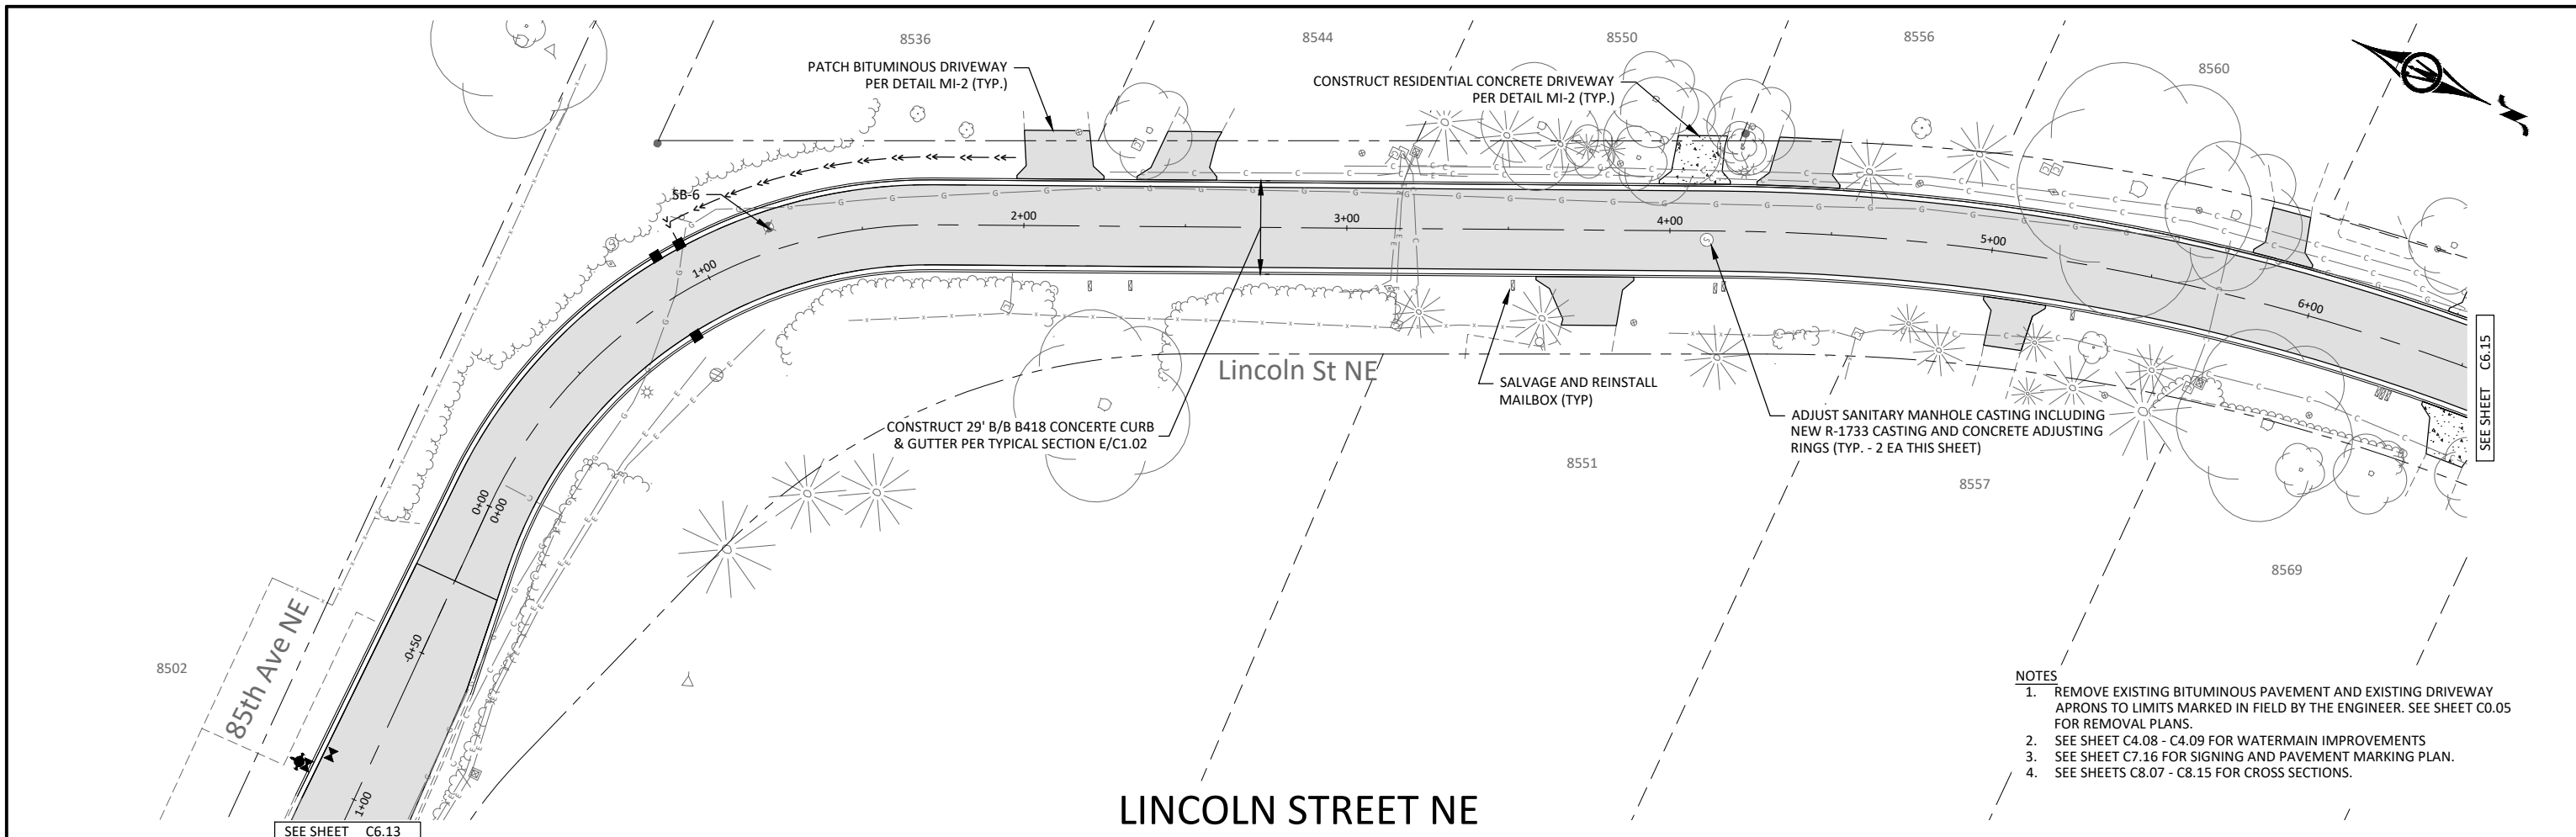 8536
8544
8550
8556
8560
PATCH BITUMINOUS DRIVEWAY
PER DETAIL MI-2 (TYP.)
CONSTRUCT RESIDENTIAL CONCRETE DRIVEWAY
PER DETAIL MI-2 (TYP.)
SB-6
1+00
2+00
3+00
4+00
5+00
6+00
Lincoln St NE
SALVAGE AND REINSTALL
MAILBOX (TYP)
CONSTRUCT 29' B/B B418 CONCERTE CURB
& GUTTER PER TYPICAL SECTION E/C1.02
ADJUST SANITARY MANHOLE CASTING INCLUDING
NEW R-1733 CASTING AND CONCRETE ADJUSTING
RINGS (TYP. - 2 EA THIS SHEET)
SEE SHEET C6.15
8551
8557
8569
0+00
0+00
-0+50
1+00
8502
85th Ave NE
SEE SHEET C6.13
LINCOLN STREET NE
NOTES
1. REMOVE EXISTING BITUMINOUS PAVEMENT AND EXISTING DRIVEWAY
APRONS TO LIMITS MARKED IN FIELD BY THE ENGINEER. SEE SHEET C0.05
FOR REMOVAL PLANS.
2. SEE SHEET C4.08 - C4.09 FOR WATERMAIN IMPROVEMENTS
3. SEE SHEET C7.16 FOR SIGNING AND PAVEMENT MARKING PLAN.
4. SEE SHEETS C8.07 - C8.15 FOR CROSS SECTIONS.